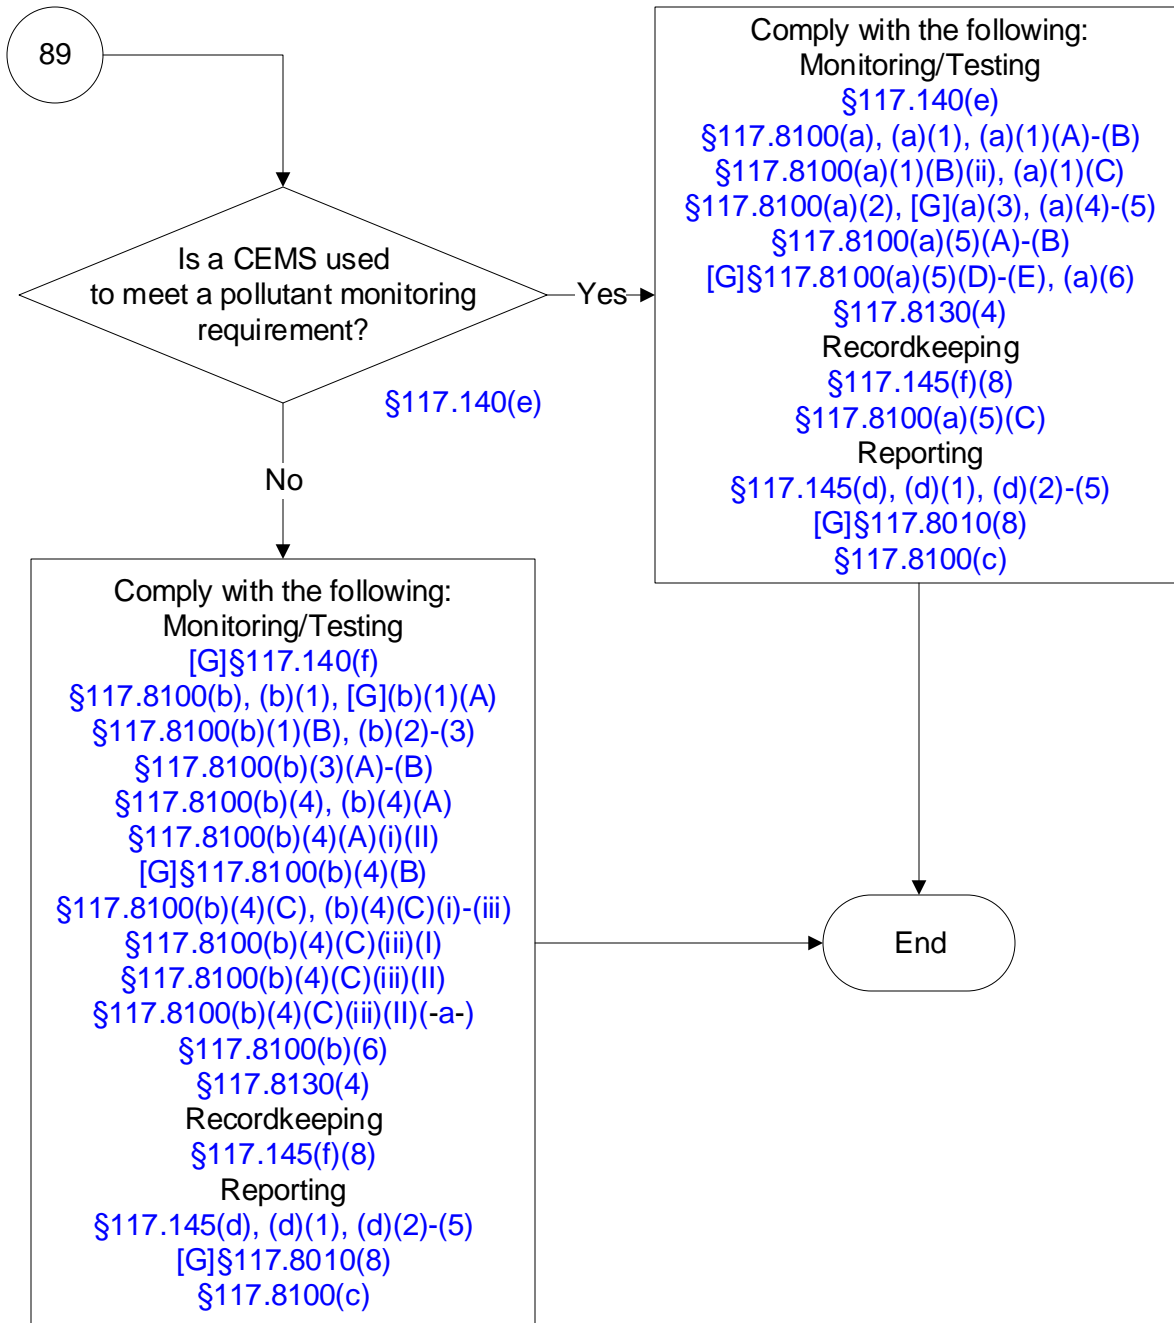 89
Is a CEMS used
to meet a pollutant monitoring
requirement?
§117.140(e)
Yes
No
Comply with the following:
Monitoring/Testing
§117.140(e)
§117.8100(a), (a)(1), (a)(1)(A)-(B)
§117.8100(a)(1)(B)(ii), (a)(1)(C)
§117.8100(a)(2), [G](a)(3), (a)(4)-(5)
§117.8100(a)(5)(A)-(B)
[G]§117.8100(a)(5)(D)-(E), (a)(6)
§117.8130(4)
Recordkeeping
§117.145(f)(8)
§117.8100(a)(5)(C)
Reporting
§117.145(d), (d)(1), (d)(2)-(5)
[G]§117.8010(8)
§117.8100(c)
Comply with the following:
Monitoring/Testing
[G]§117.140(f)
§117.8100(b), (b)(1), [G](b)(1)(A)
§117.8100(b)(1)(B), (b)(2)-(3)
§117.8100(b)(3)(A)-(B)
§117.8100(b)(4), (b)(4)(A)
§117.8100(b)(4)(A)(i)(II)
[G]§117.8100(b)(4)(B)
§117.8100(b)(4)(C), (b)(4)(C)(i)-(iii)
§117.8100(b)(4)(C)(iii)(I)
§117.8100(b)(4)(C)(iii)(II)
§117.8100(b)(4)(C)(iii)(II)(-a-)
§117.8100(b)(6)
§117.8130(4)
Recordkeeping
§117.145(f)(8)
Reporting
§117.145(d), (d)(1), (d)(2)-(5)
[G]§117.8010(8)
§117.8100(c)
End